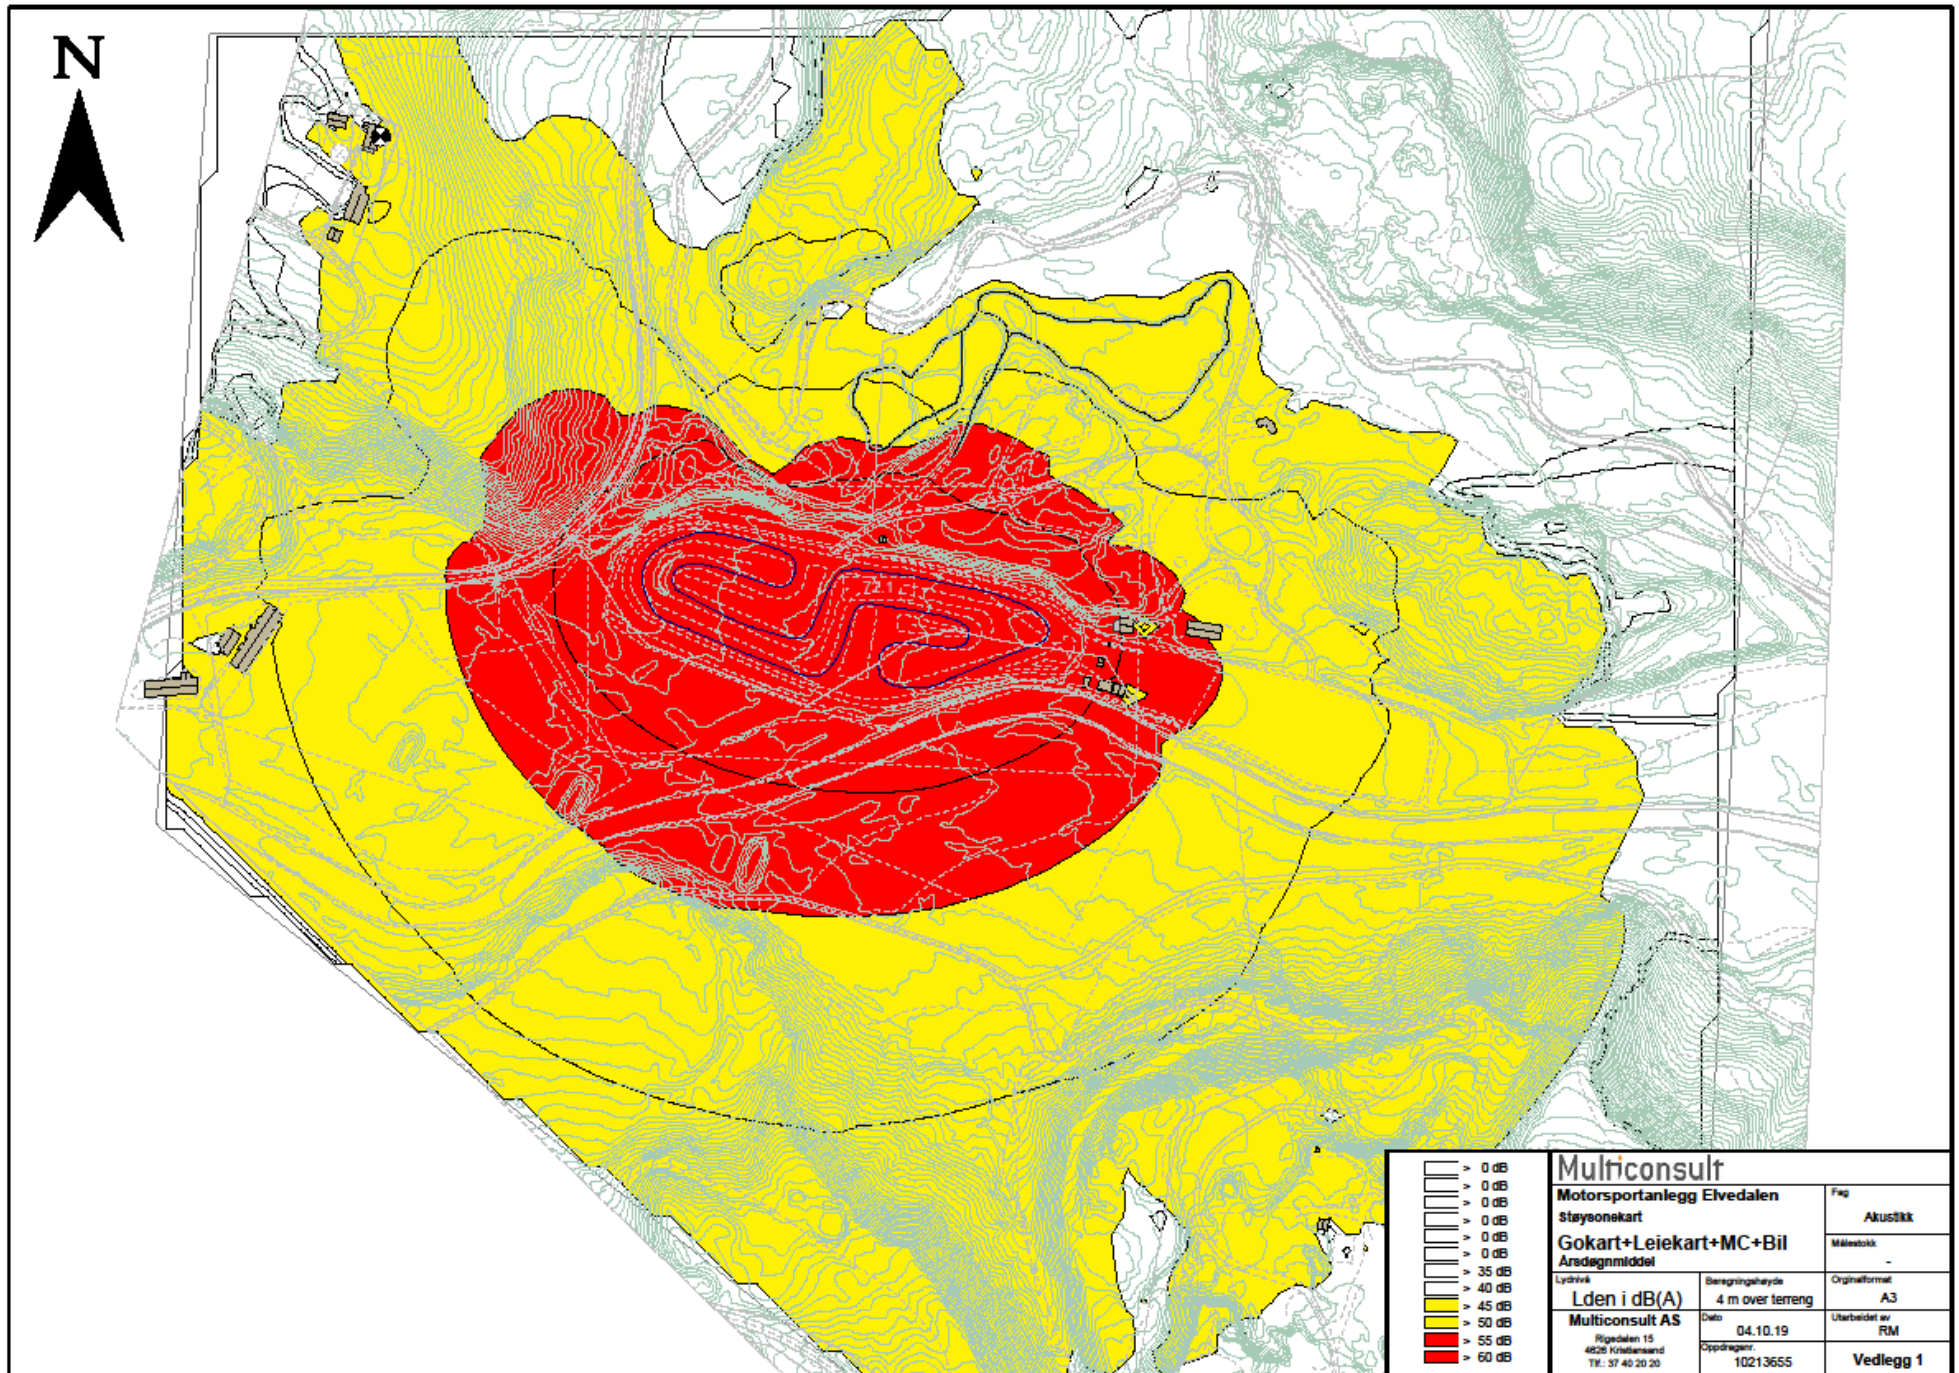 N
> 0 dB
> 0 dB
> 0 dB
> 0 dB
> 0 dB
> 0 dB
> 35 dB
> 40 dB
> 45 dB
> 50 dB
> 55 dB
> 60 dB
Multiconsult
Motorsportanlegg Elvedalen
Støysonekart
Gokart+Leiekart+MC+Bil
Årsdøgnmiddel
Fag
Akustikk
Målestokk
-
Lydnivå
Lden i dB(A)
Beregningshøyde
4 m over terreng
Orginalformat
A3
Multiconsult AS
Rigedalen 15
4626 Kristiansand
Tlf.: 37 40 20 20
Dato
04.10.19
Utarbeidet av
RM
Oppdragsnr.
10213655
Vedlegg 1